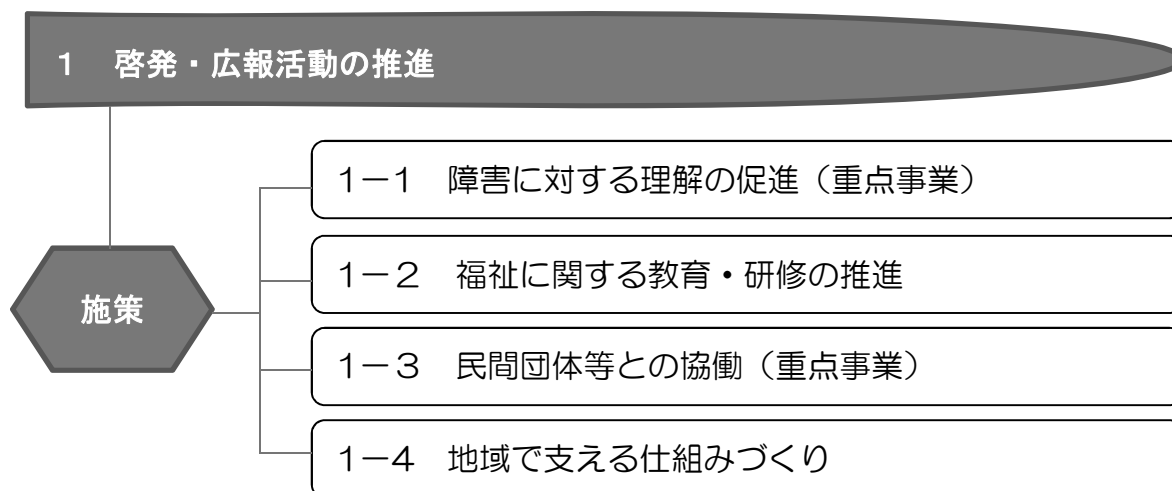 １　啓発・広報活動の推進
１－１　障害に対する理解の促進（重点事業）
１－２　福祉に関する教育・研修の推進
施策
１－３　民間団体等との協働（重点事業）
１－４　地域で支える仕組みづくり